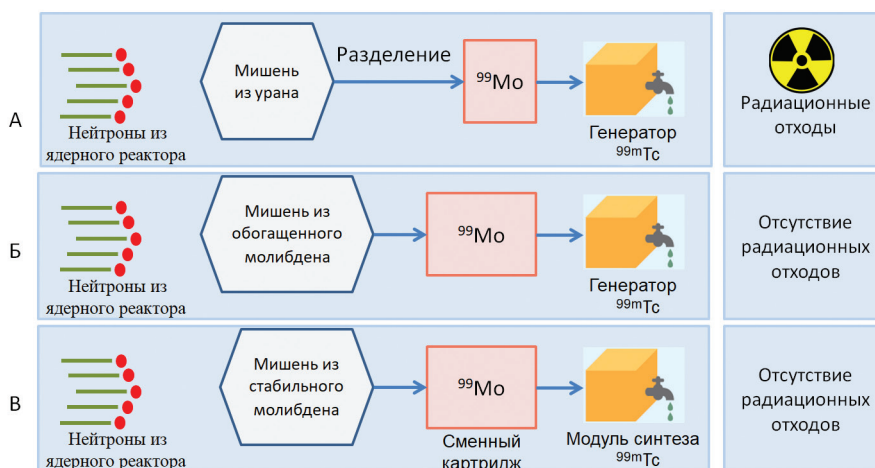 А
Нейтроны из
ядерного реактора
Мишень
из урана
Разделение
⁹⁹Mo
Генератор
⁹⁹ᵐTc
Радиационные
отходы
Б
Нейтроны из
ядерного реактора
Мишень из
обогащенного
молибдена
⁹⁹Mo
Генератор
⁹⁹ᵐTc
Отсутствие
радиационных
отходов
В
Нейтроны из
ядерного реактора
Мишень из
стабильного
молибдена
⁹⁹Mo
Сменный
картридж
Модуль синтеза
⁹⁹ᵐTc
Отсутствие
радиационных
отходов